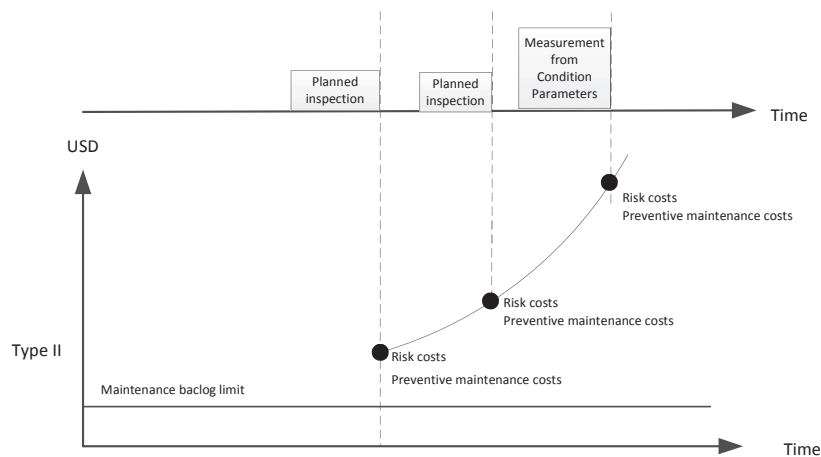 Measurement
from
Condition
Parameters
Planned
inspection
Planned
inspection
Time
USD
Risk costs
Preventive maintenance costs
Risk costs
Preventive maintenance costs
Type II
Risk costs
Preventive maintenance costs
Maintenance baclog limit
Time